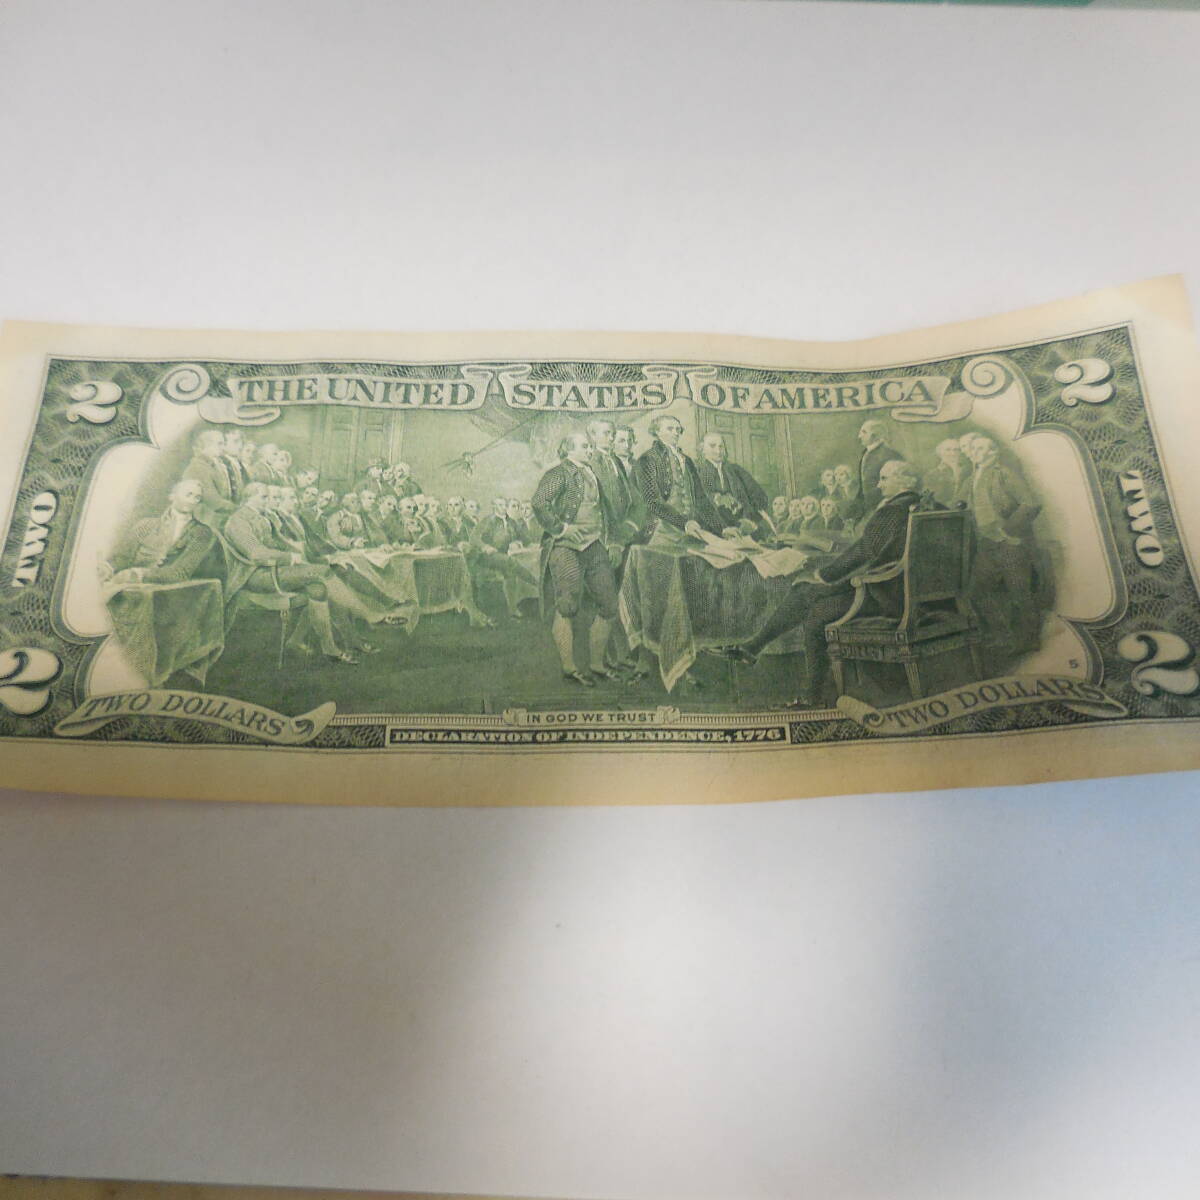 2 THE UNITED STATES OF AMERICA 2
TWO TWO
2 5 2
TWO DOLLARS TWO DOLLARS
IN GOD WE TRUST
DECLARATION OF INDEPENDENCE, 1776